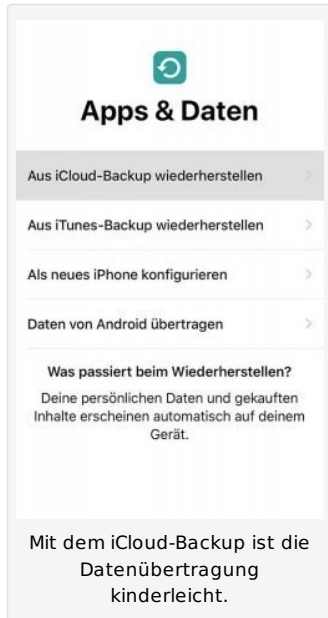 Apps & Daten
Aus iCloud-Backup wiederherstellen
Aus iTunes-Backup wiederherstellen
Als neues iPhone konfigurieren
Daten von Android übertragen
Was passiert beim Wiederherstellen?
Deine persönlichen Daten und gekauften
Inhalte erscheinen automatisch auf deinem
Gerät.
Mit dem iCloud-Backup ist die
Datenübertragung
kinderleicht.